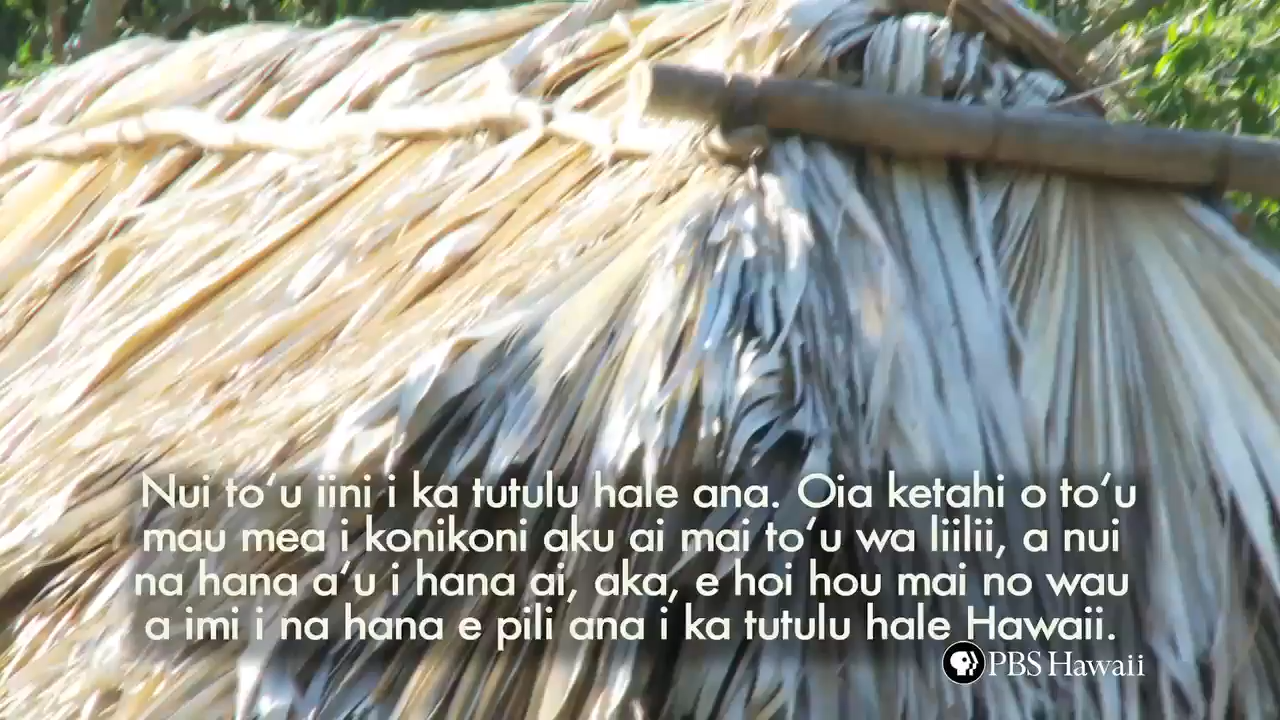 Nui toʻu iini i ka tutulu hale ana. Oia ketahi o toʻu
mau mea i konikoni aku ai mai toʻu wa liilii, a nui
na hana aʻu i hana ai, aka, e hoi hou mai no wau
a imi i na hana e pili ana i ka tutulu hale Hawaii.
PBS Hawaii